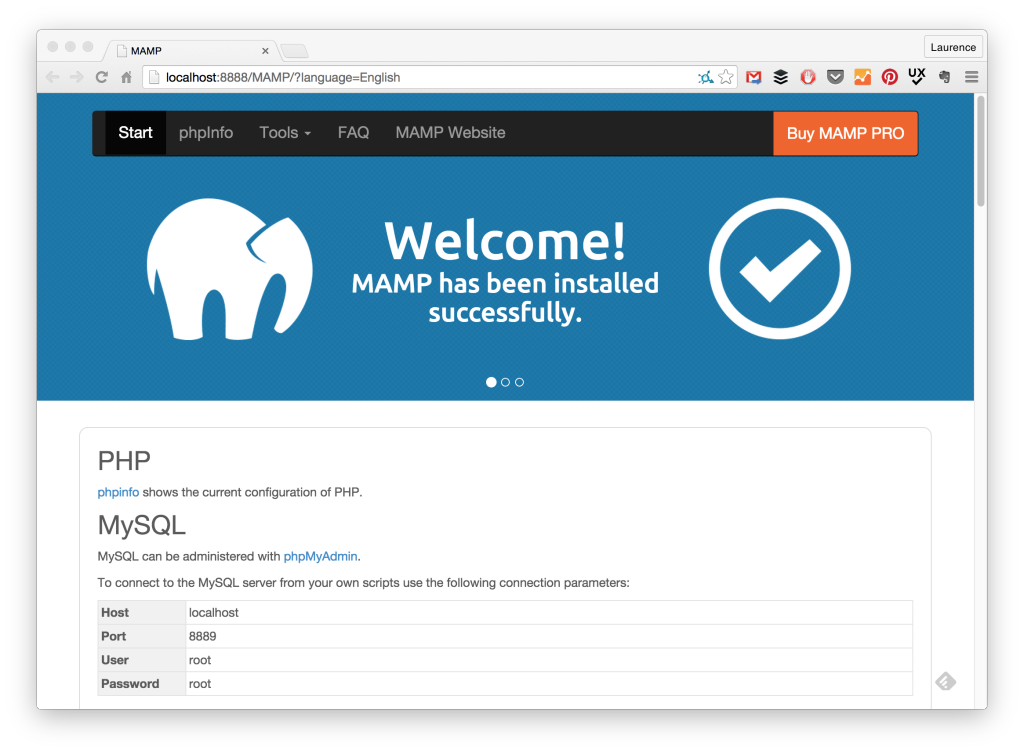 MAMP
Laurence
localhost:8888/MAMP/?language=English
UX
Start phpInfo Tools FAQ MAMP Website Buy MAMP PRO
Welcome!
MAMP has been installed
successfully.
PHP
phpinfo shows the current configuration of PHP.
MySQL
MySQL can be administered with phpMyAdmin.
To connect to the MySQL server from your own scripts use the following connection parameters:
Host localhost
Port 8889
User root
Password root